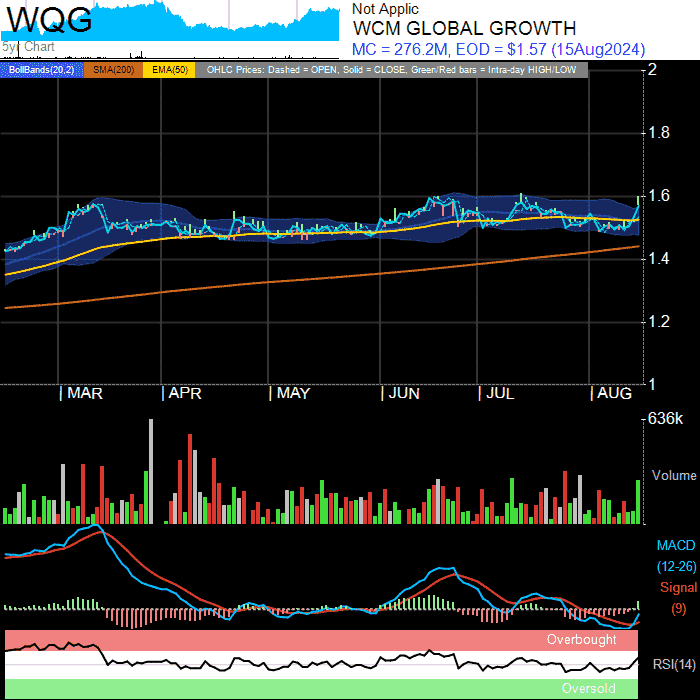 WQG
5yr Chart
Not Applic
WCM GLOBAL GROWTH
MC = 276.2M, EOD = $1.57 (15Aug2024)
BollBands(20,2) SMA(200) EMA(50) OHLC Prices: Dashed = OPEN, Solid = CLOSE, Green/Red bars = Intra-day HIGH/LOW
2
1.8
1.6
1.4
1.2
1
MAR APR MAY JUN JUL AUG
636k
Volume
MACD
(12-26)
Signal
(9)
Overbought
RSI(14)
Oversold